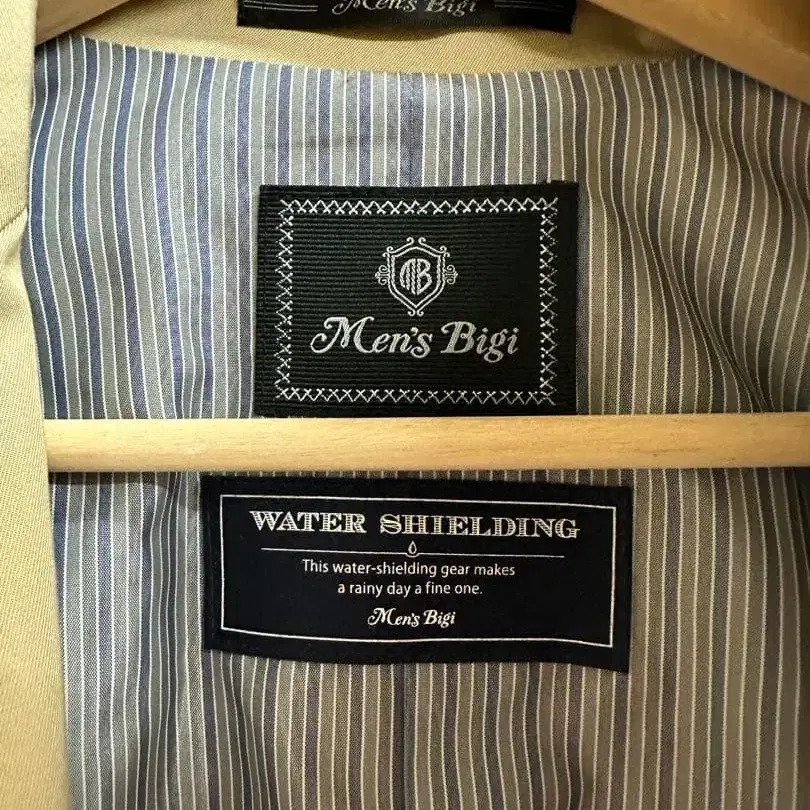 Men's Bigi
MB
Men's Bigi
WATER SHIELDING
This water-shielding gear makes
a rainy day a fine one.
Men's Bigi